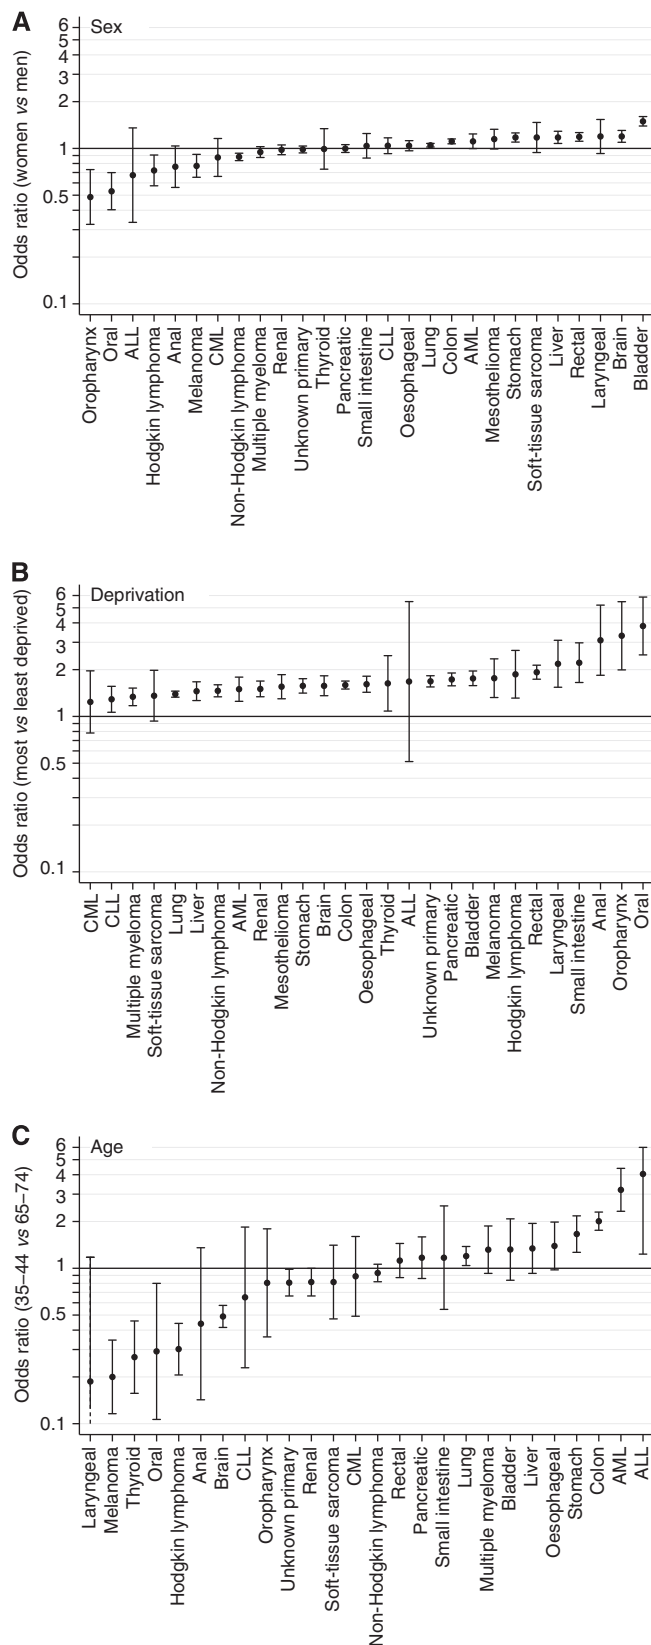 A
Sex
Odds ratio (women vs men)
6
5
4
3
2
1
0.5
0.1
Oropharynx
Oral
ALL
Hodgkin lymphoma
Anal
Melanoma
CML
Non-Hodgkin lymphoma
Multiple myeloma
Renal
Unknown primary
Thyroid
Pancreatic
Small intestine
CLL
Oesophageal
Lung
Colon
AML
Mesothelioma
Stomach
Soft-tissue sarcoma
Liver
Rectal
Laryngeal
Brain
Bladder
B
Deprivation
Odds ratio (most vs least deprived)
6
5
4
3
2
1
0.5
0.1
CML
CLL
Multiple myeloma
Soft-tissue sarcoma
Lung
Liver
Non-Hodgkin lymphoma
AML
Renal
Mesothelioma
Stomach
Brain
Colon
Oesophageal
Thyroid
ALL
Unknown primary
Pancreatic
Bladder
Melanoma
Hodgkin lymphoma
Rectal
Laryngeal
Small intestine
Anal
Oropharynx
Oral
C
Age
Odds ratio (35–44 vs 65–74)
6
5
4
3
2
1
0.5
0.1
Laryngeal
Melanoma
Thyroid
Oral
Hodgkin lymphoma
Anal
Brain
CLL
Oropharynx
Unknown primary
Renal
Soft-tissue sarcoma
CML
Non-Hodgkin lymphoma
Rectal
Pancreatic
Small intestine
Lung
Multiple myeloma
Bladder
Liver
Oesophageal
Stomach
Colon
AML
ALL